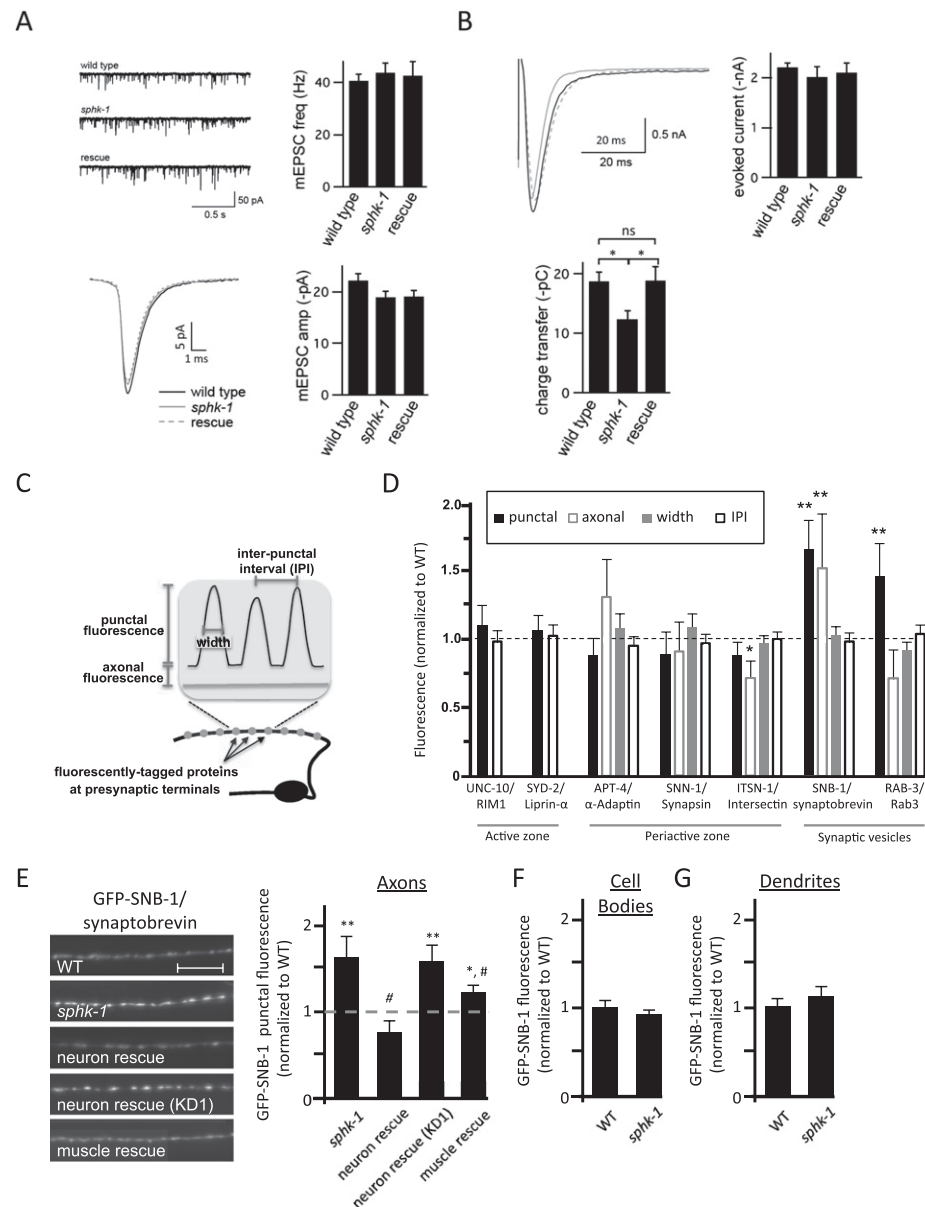 A
wild type
sphk-1
rescue
50 pA
0.5 s
mEPSC freq (Hz)
40
20
0
wild type
sphk-1
rescue
5 pA
1 ms
wild type
sphk-1
rescue
mEPSC amp (-pA)
20
10
0
wild type
sphk-1
rescue
B
20 ms
20 ms
0.5 nA
evoked current (-nA)
2
1
0
wild type
sphk-1
rescue
ns
* *
charge transfer (-pC)
20
10
0
wild type
sphk-1
rescue
C
inter-punctal
interval (IPI)
punctal
fluorescence
width
axonal
fluorescence
fluorescently-tagged proteins
at presynaptic terminals
D
Fluorescence (normalized to WT)
2.0
1.5
1.0
0.5
0
punctal axonal width IPI
*
** **
**
UNC-10/
RIM1
SYD-2/
Liprin-α
APT-4/
α-Adaptin
SNN-1/
Synapsin
ITSN-1/
Intersectin
SNB-1/
synaptobrevin
RAB-3/
Rab3
Active zone
Periactive zone
Synaptic vesicles
E
GFP-SNB-1/
synaptobrevin
WT
sphk-1
neuron rescue
neuron rescue (KD1)
muscle rescue
Axons
GFP-SNB-1 punctal fluorescence
(normalized to WT)
2
1
0
**
#
**
*, #
sphk-1
neuron rescue
neuron rescue (KD1)
muscle rescue
F
Cell
Bodies
GFP-SNB-1 fluorescence
(normalized to WT)
2
1
0
WT
sphk-1
G
Dendrites
GFP-SNB-1 fluorescence
(normalized to WT)
2
1
0
WT
sphk-1